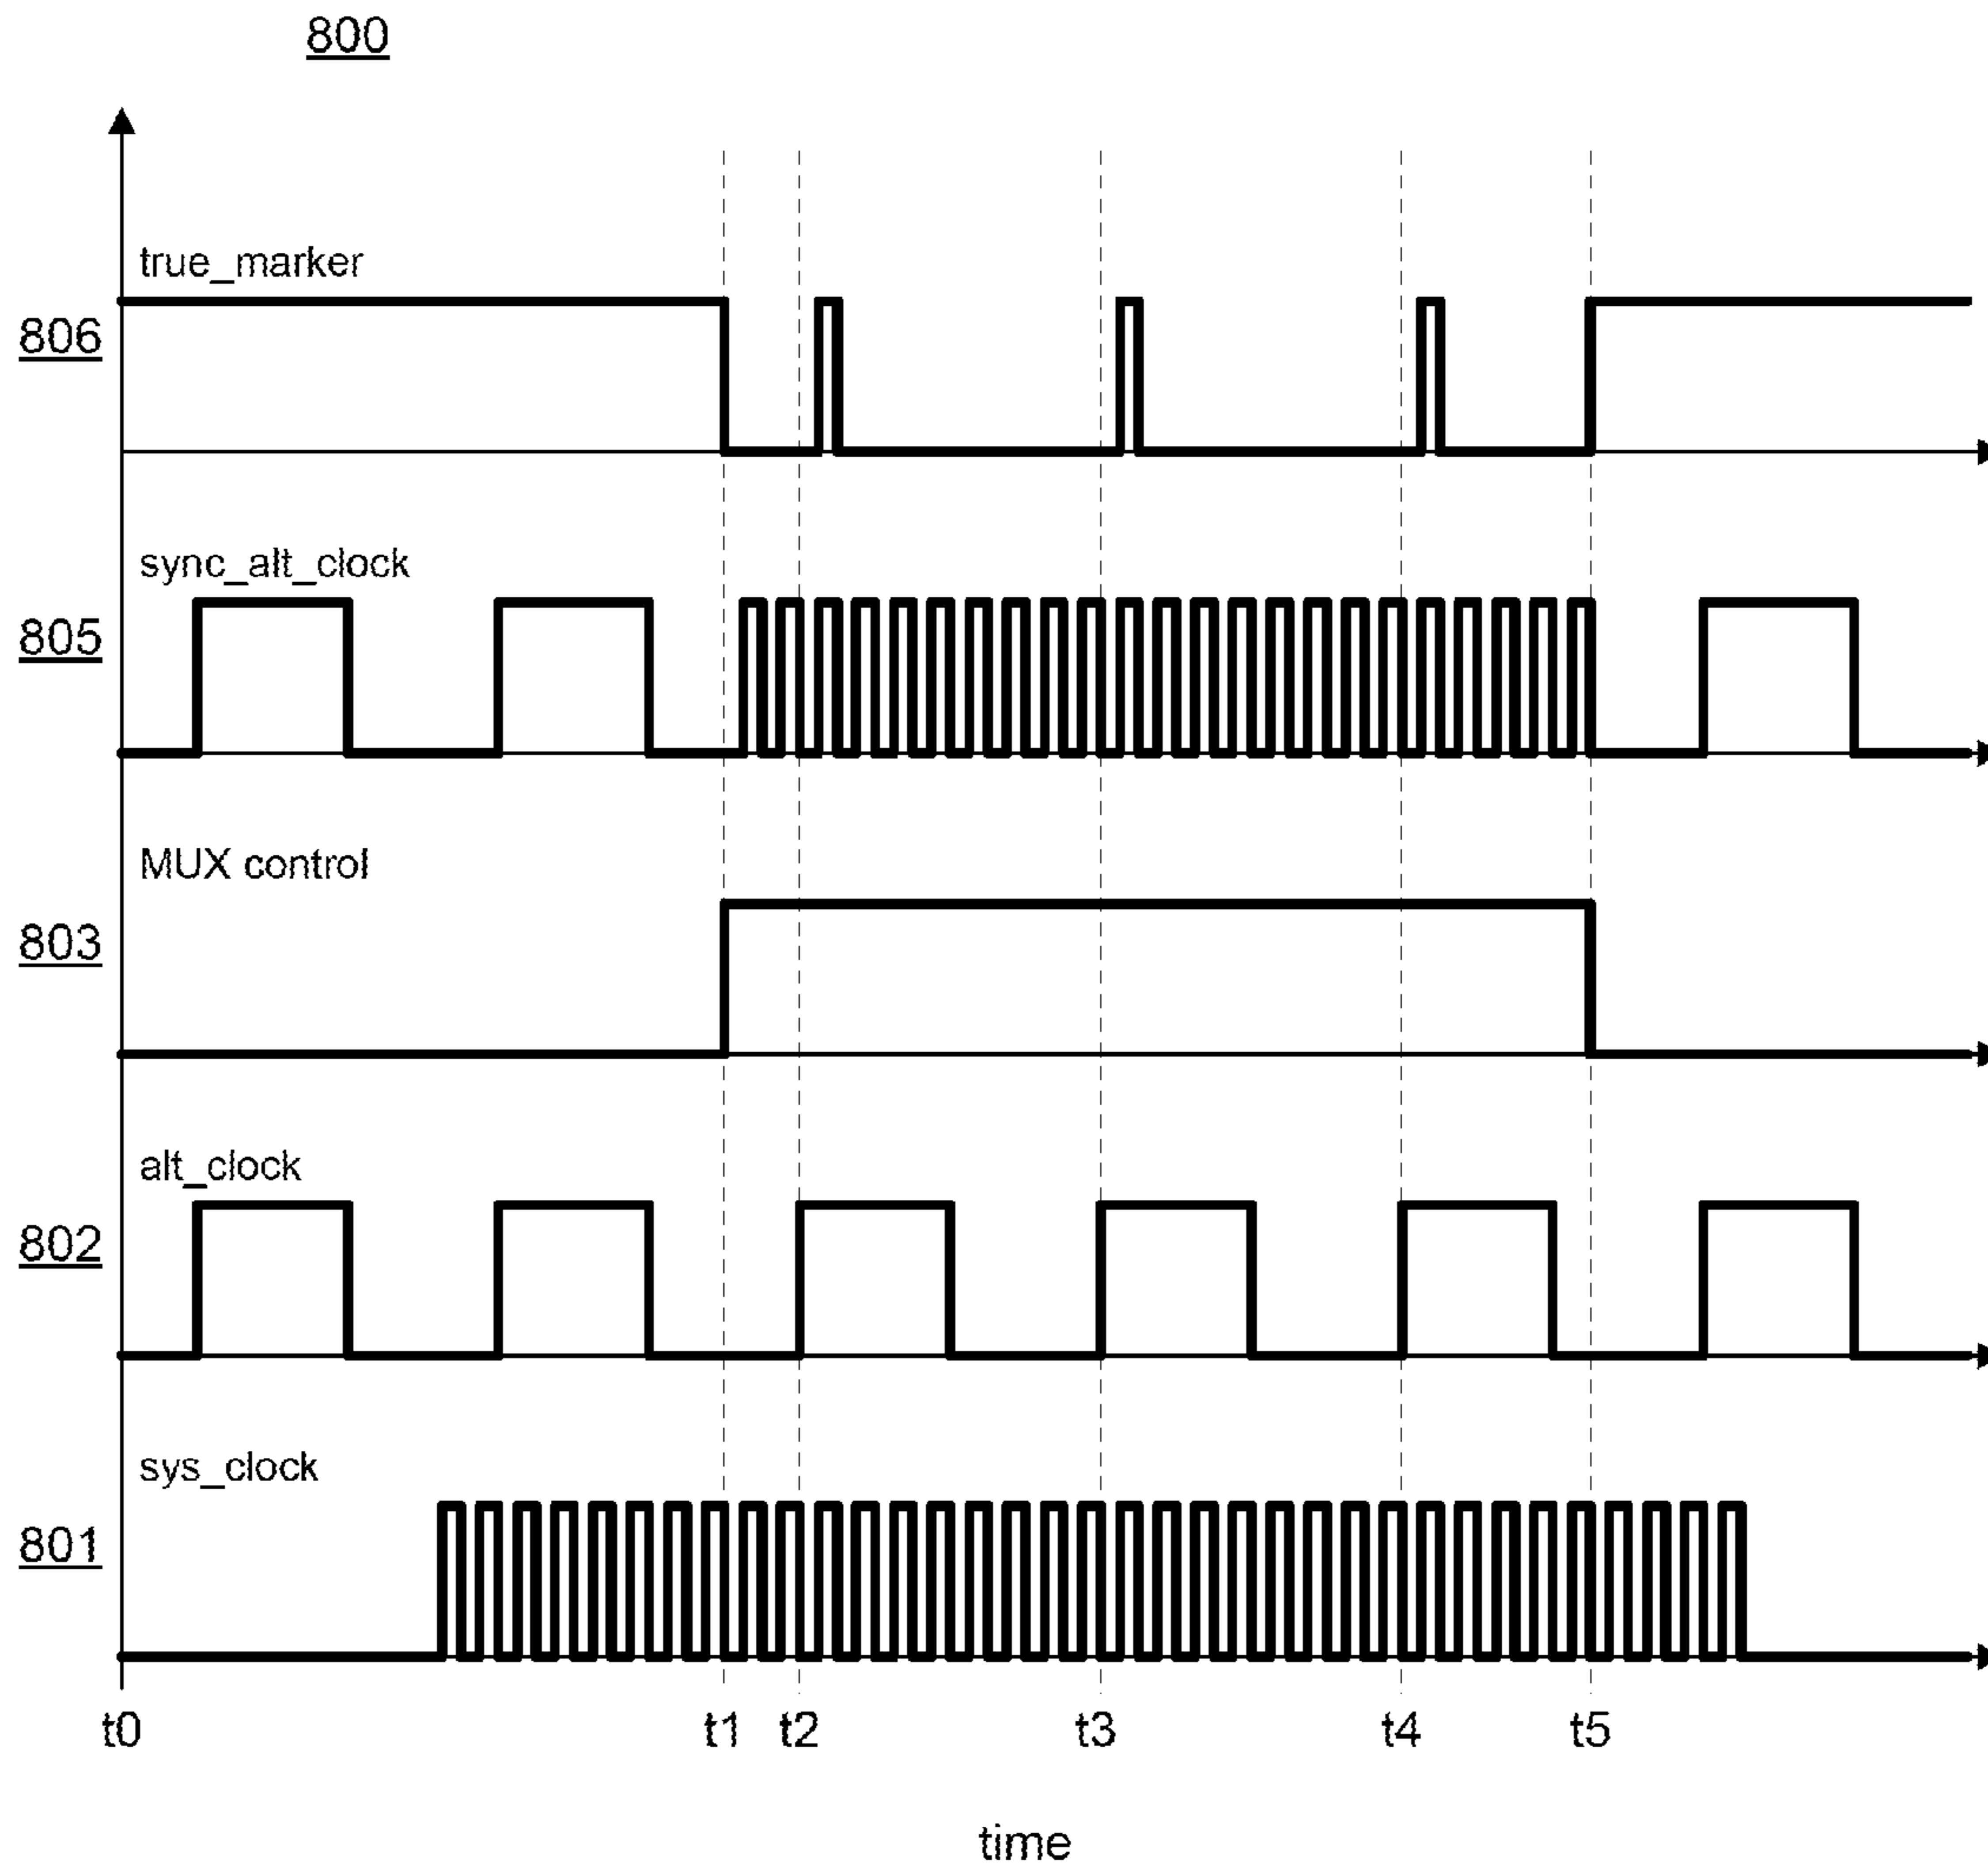 800
true_marker
806
sync_alt_clock
805
MUX control
803
alt_clock
802
sys_clock
801
t0 t1 t2 t3 t4 t5
time